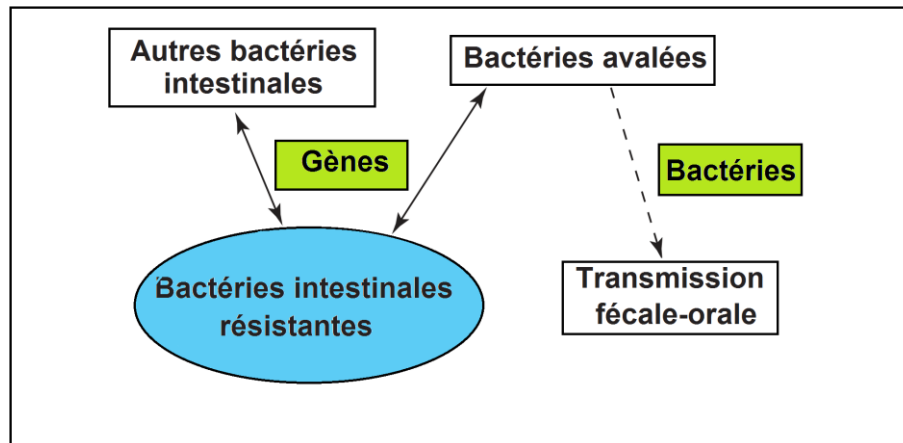 Autres bactéries
intestinales
Bactéries avalées
Gènes
Bactéries
Bactéries intestinales
résistantes
Transmission
fécale-orale